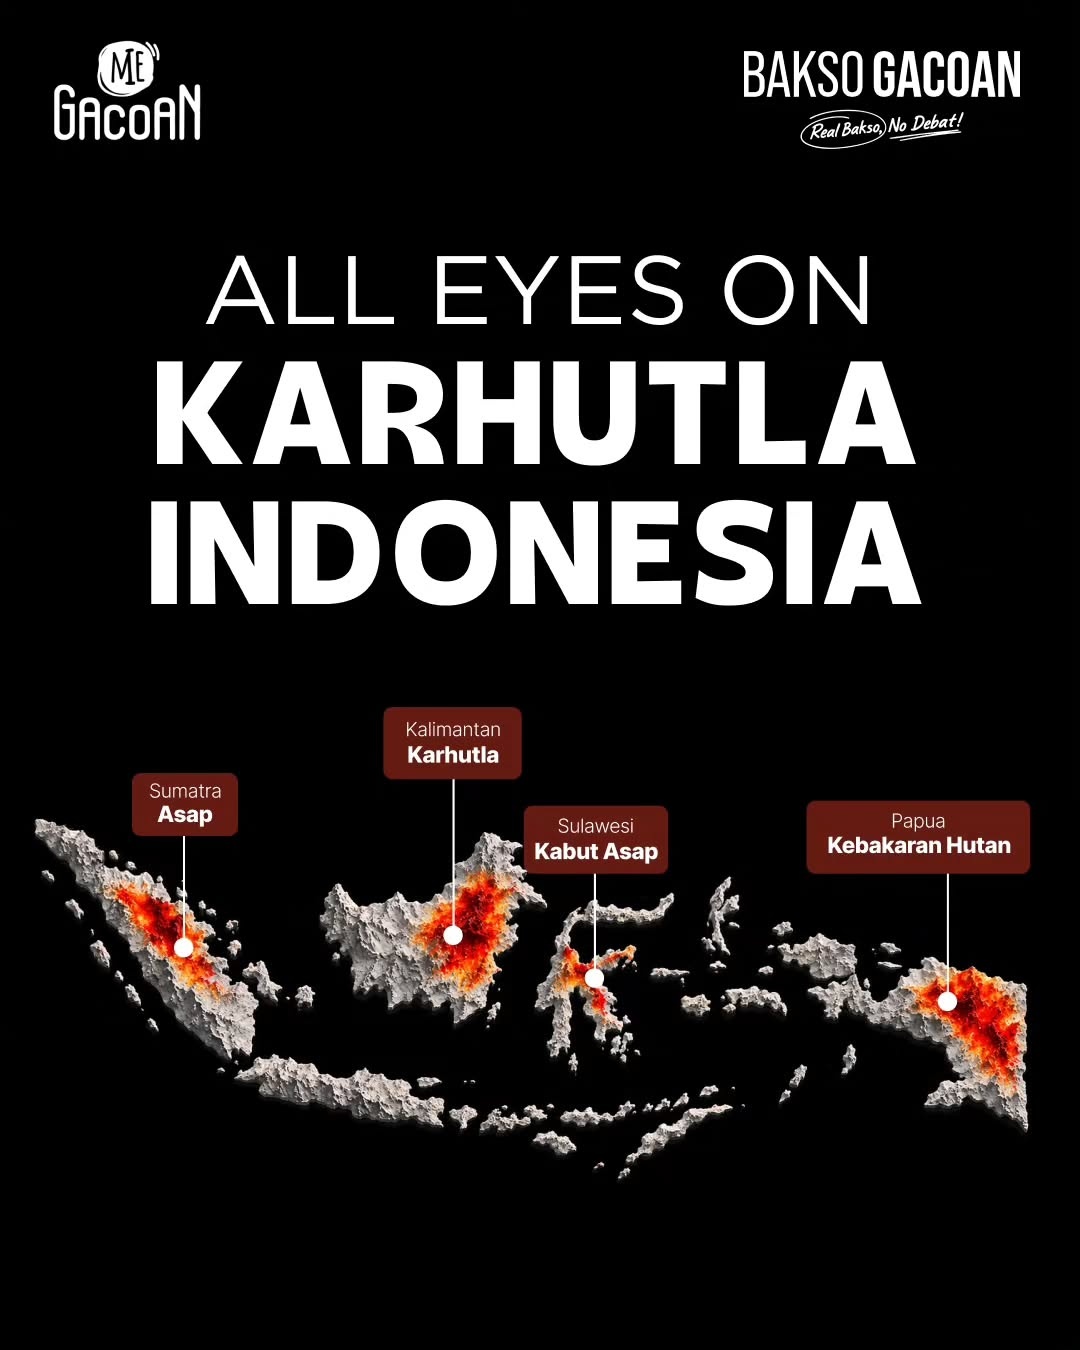 MIE
GACOAN
BAKSO GACOAN
Real Bakso, No Debat!
ALL EYES ON
KARHUTLA
INDONESIA
Kalimantan
Karhutla
Sumatra
Asap
Sulawesi
Kabut Asap
Papua
Kebakaran Hutan